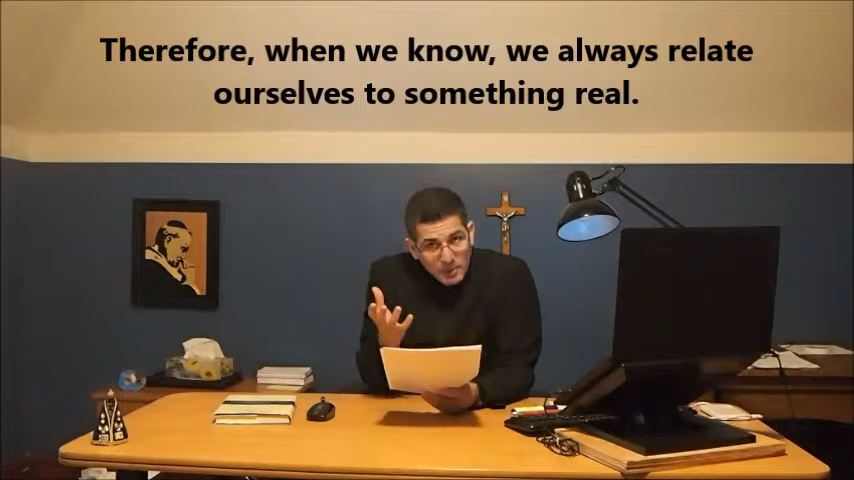 Therefore, when we know, we always relate
ourselves to something real.